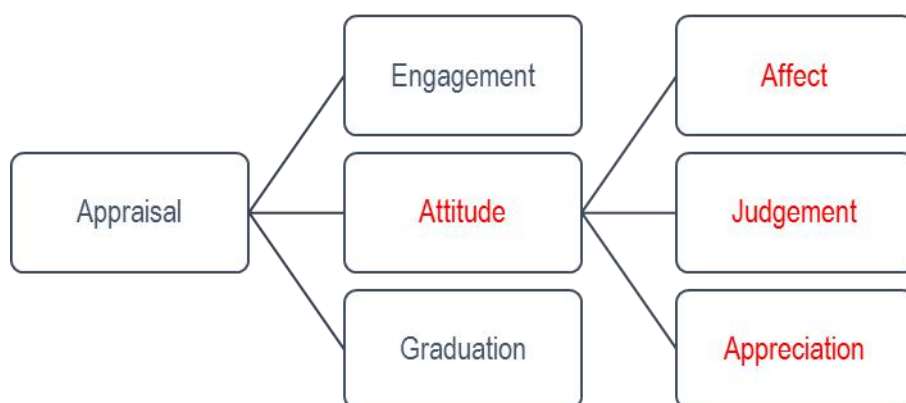 Engagement
Affect
Appraisal
Attitude
Judgement
Graduation
Appreciation